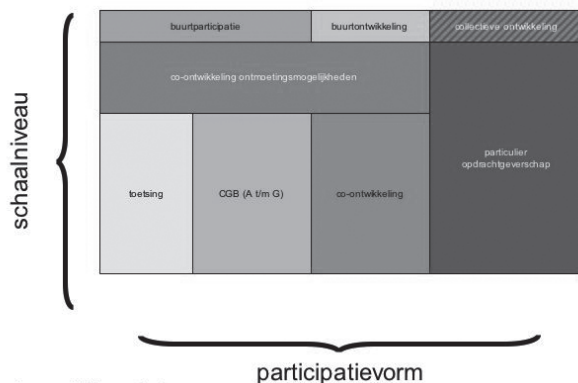 buurtparticipatie
buurtontwikkeling
collectieve ontwikkeling
co-ontwikkeling ontmoetingsmogelijkheden
particulier
opdrachtgeverschap
toetsing
CGB (A t/m G)
co-ontwikkeling
schaalniveau
participatievorm